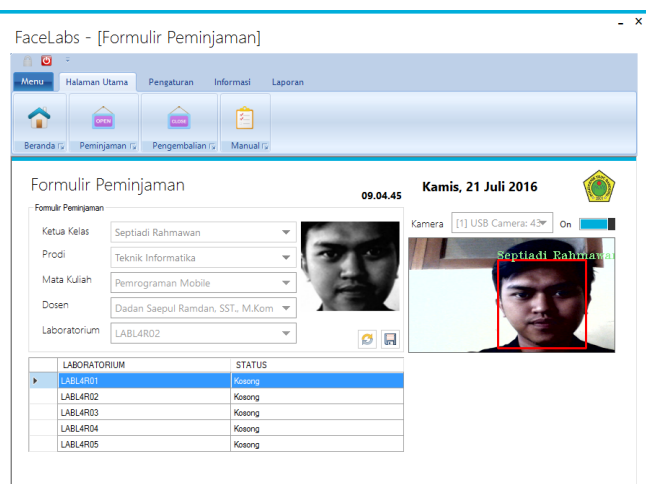 FaceLabs - [Formulir Peminjaman]
Menu Halaman Utama Pengaturan Informasi Laporan
OPEN CLOSE
Beranda Peminjaman Pengembalian Manual
Formulir Peminjaman
09.04.45
Kamis, 21 Juli 2016
Formulir Peminjaman
Kamera [1] USB Camera: 43 On
Ketua Kelas Septiadi Rahmawan
Prodi Teknik Informatika
Mata Kuliah Pemrograman Mobile
Dosen Dadan Saepul Ramdan, SST., M.Kom
Laboratorium LABL4R02
Septiadi Rahmawan
LABORATORIUM STATUS
LABL4R01 Kosong
LABL4R02 Kosong
LABL4R03 Kosong
LABL4R04 Kosong
LABL4R05 Kosong